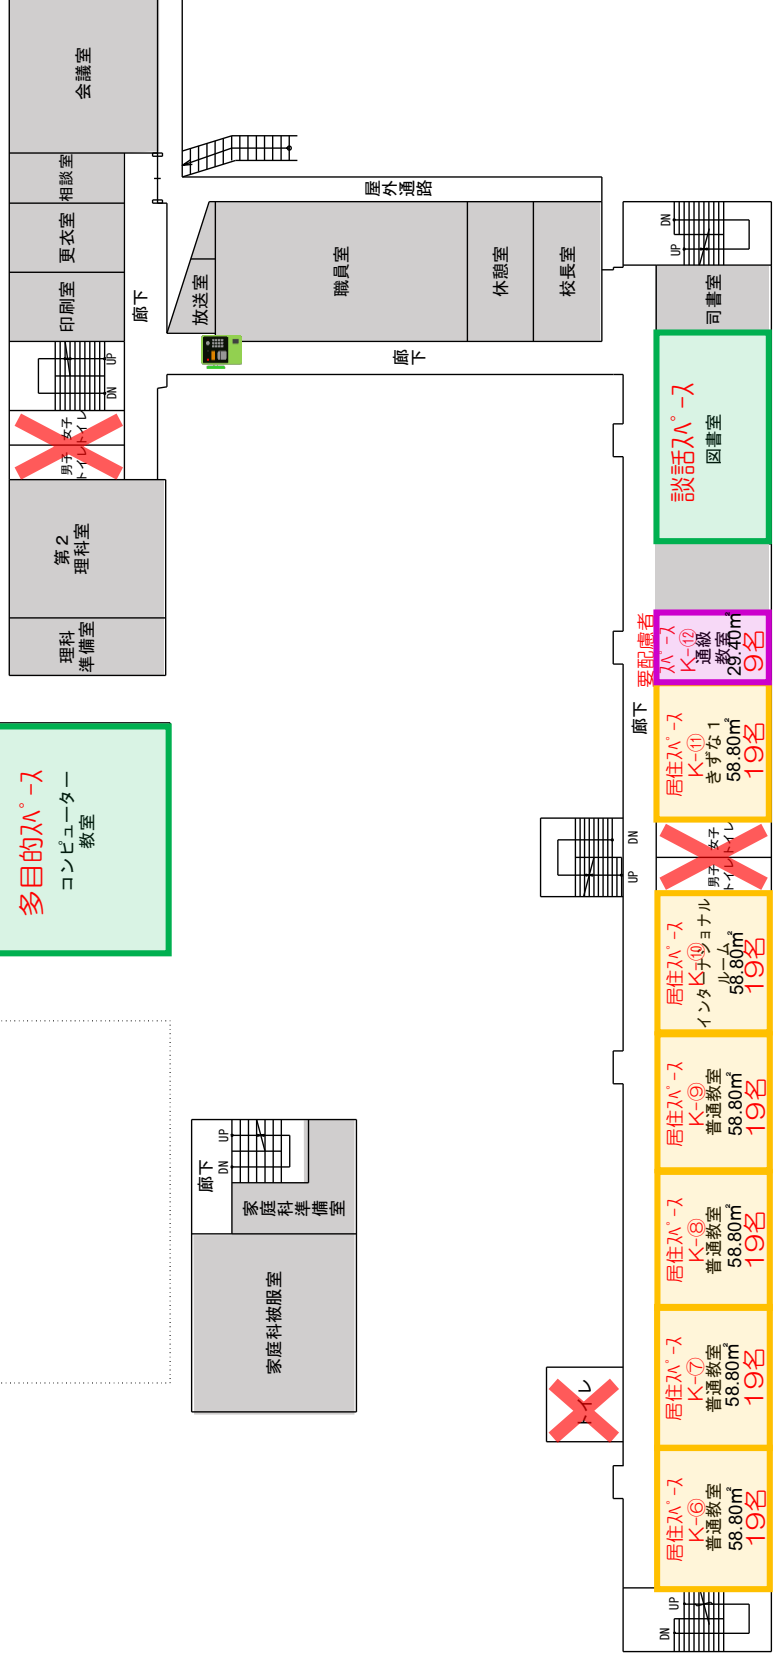 会議室
相談室
更衣室
印刷室
廊下
UP
DN
女子
トイレ
男子
トイレ
第2
理科室
理科
準備室
屋外通路
放送室
職員室
休憩室
校長室
廊下
DN
UP
司書室
談話スペース
図書室
要配慮者
スペース
K-⑫
通級
教室
29.40㎡
9名
廊下
居住スペース
K-⑪
きずな1
58.80㎡
19名
多目的スペース
コンピューター
教室
DN
UP
女子
トイレ
男子
トイレ
居住スペース
K-⑩
インターナショナル
ルーム
58.80㎡
19名
居住スペース
K-⑨
普通教室
58.80㎡
19名
廊下
UP
DN
家庭科準備室
家庭科被服室
居住スペース
K-⑧
普通教室
58.80㎡
19名
居住スペース
K-⑦
普通教室
58.80㎡
19名
トイレ
居住スペース
K-⑥
普通教室
58.80㎡
19名
UP
DN